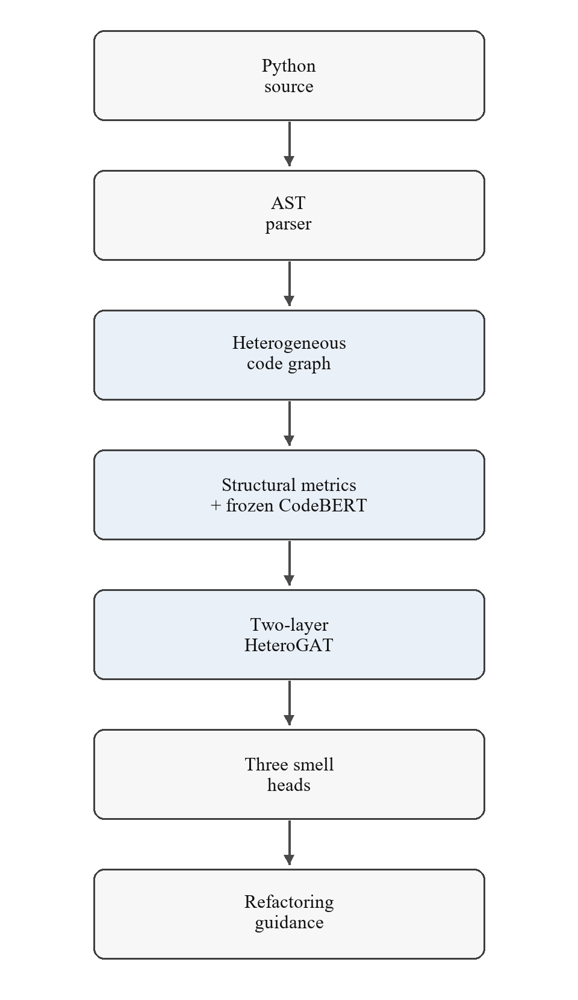 Python
source
AST
parser
Heterogeneous
code graph
Structural metrics
+ frozen CodeBERT
Two-layer
HeteroGAT
Three smell
heads
Refactoring
guidance